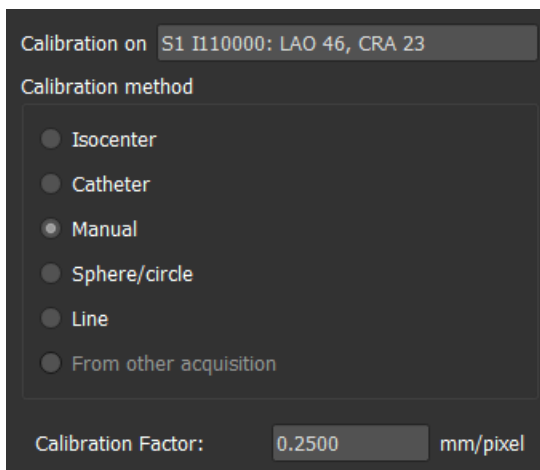 Calibration on S1 I110000: LAO 46, CRA 23
Calibration method
Isocenter
Catheter
Manual
Sphere/circle
Line
From other acquisition
Calibration Factor: 0.2500 mm/pixel